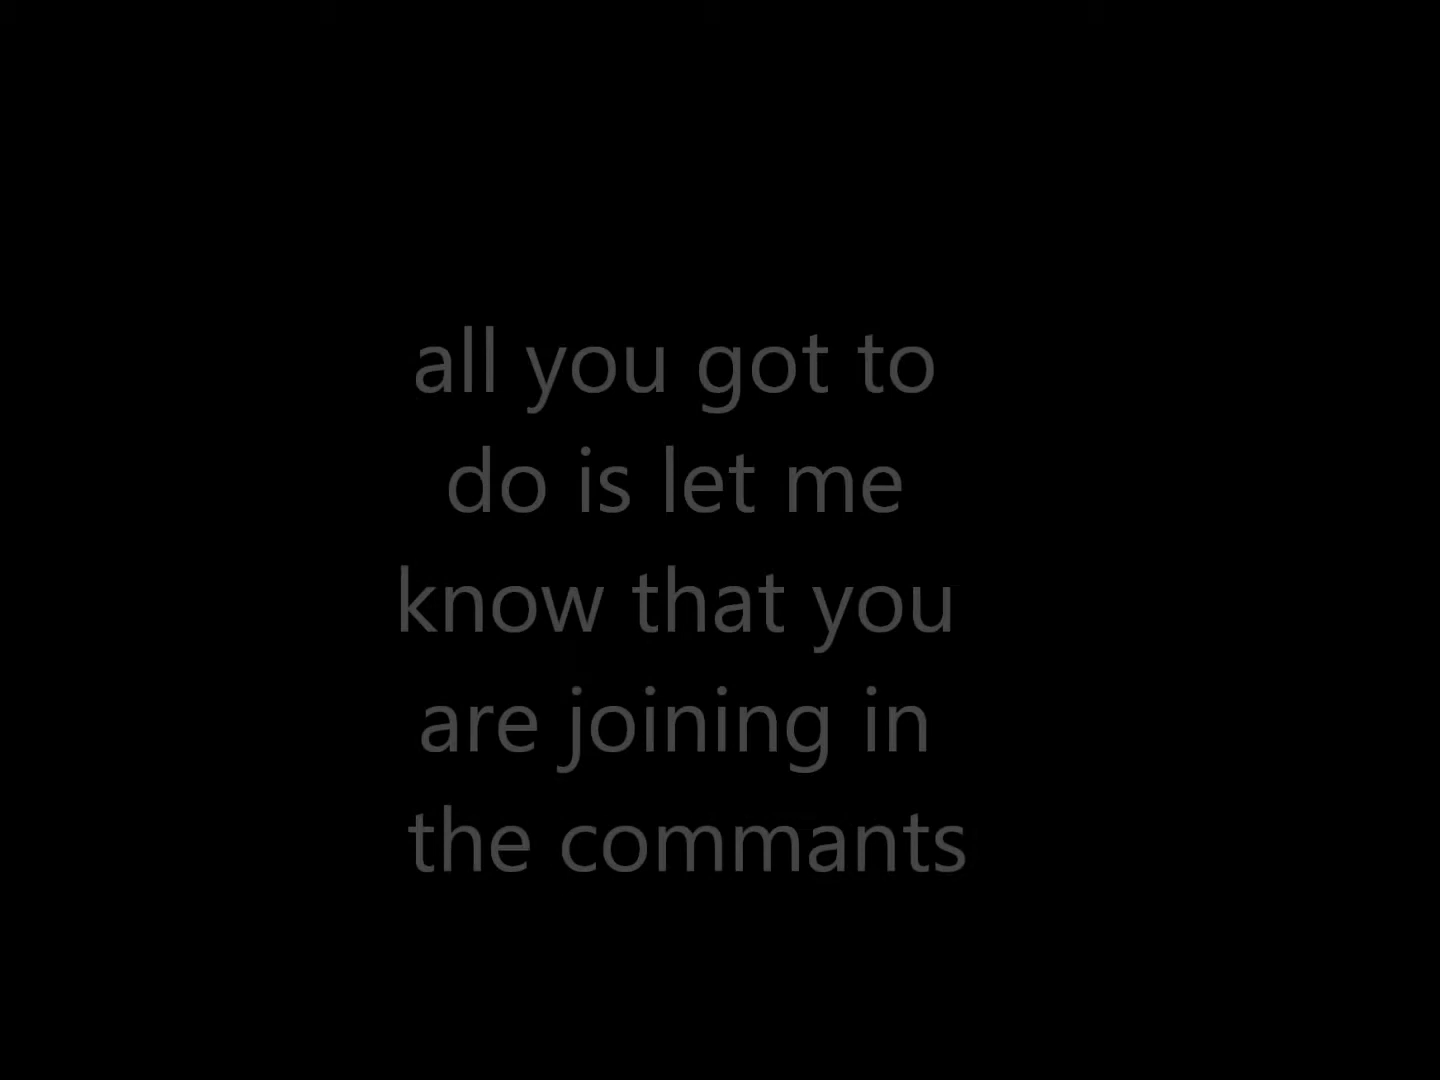 all you got to
do is let me
know that you
are joining in
the commants